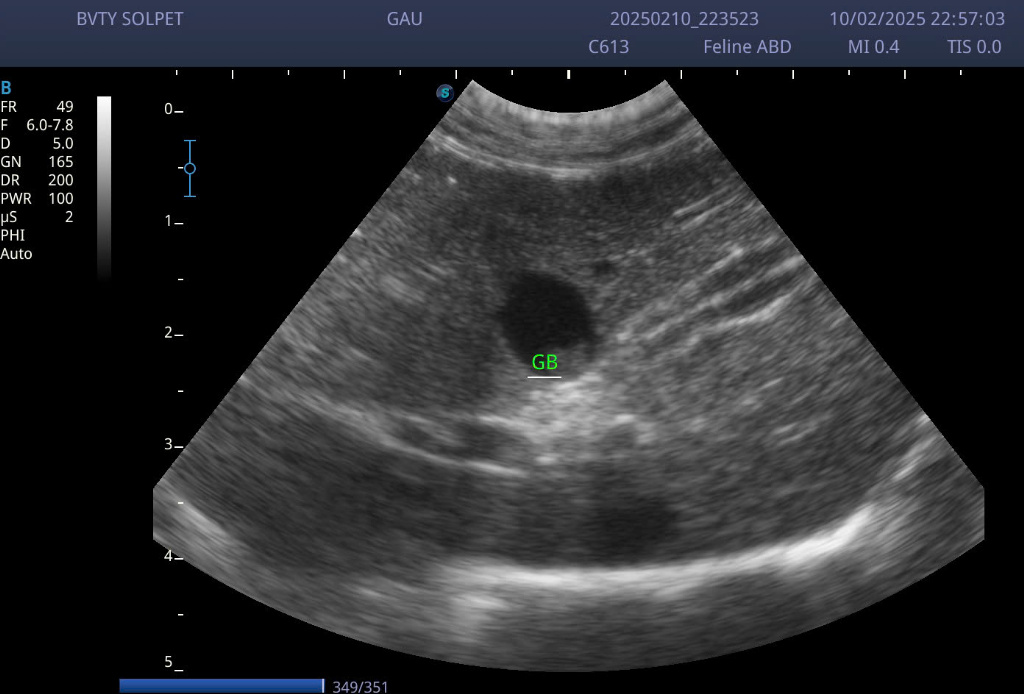 BVTY SOLPET GAU 20250210_223523 10/02/2025 22:57:03
C613 Feline ABD MI 0.4 TIS 0.0
B
FR 49
F 6.0-7.8
D 5.0
GN 165
DR 200
PWR 100
µS 2
PHI
Auto
S
0
1
2
3
4
5
GB
349/351